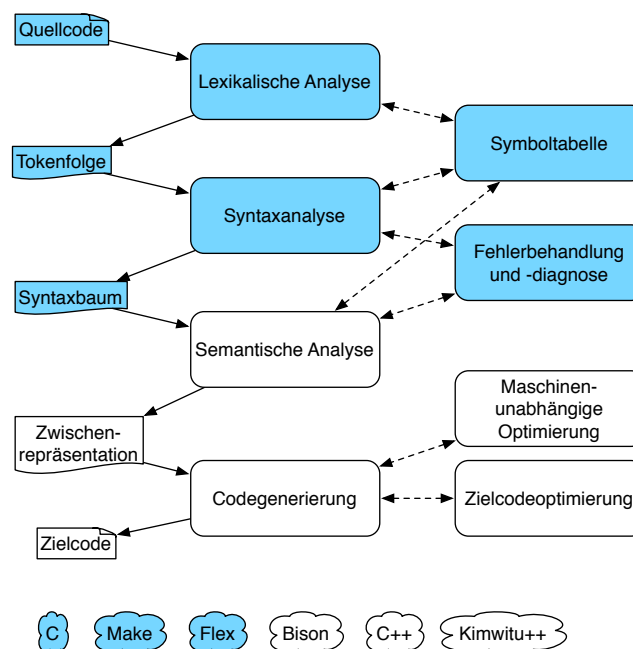 Quellcode
Lexikalische Analyse
Symboltabelle
Tokenfolge
Syntaxanalyse
Fehlerbehandlung
und -diagnose
Syntaxbaum
Semantische Analyse
Maschinen-
unabhängige
Optimierung
Zwischen-
repräsentation
Codegenerierung
Zielcodeoptimierung
Zielcode
C Make Flex Bison C++ Kimwitu++